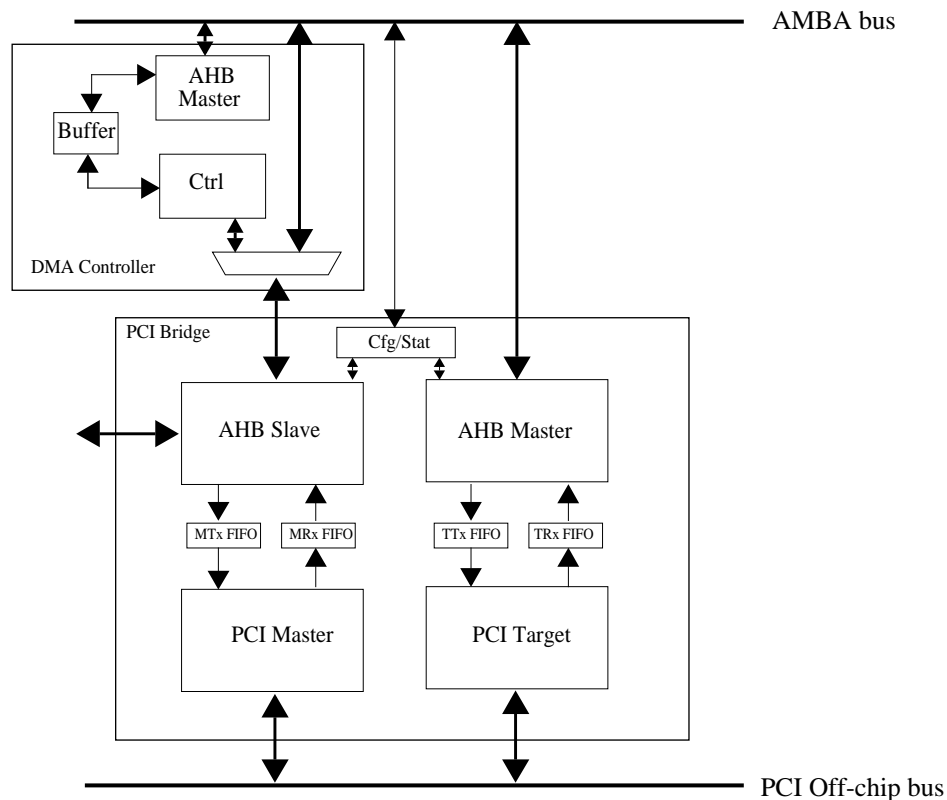 AMBA bus
AHB
Master
Buffer
Ctrl
DMA Controller
PCI Bridge
Cfg/Stat
AHB Slave
AHB Master
MTx FIFO
MRx FIFO
TTx FIFO
TRx FIFO
PCI Master
PCI Target
PCI Off-chip bus